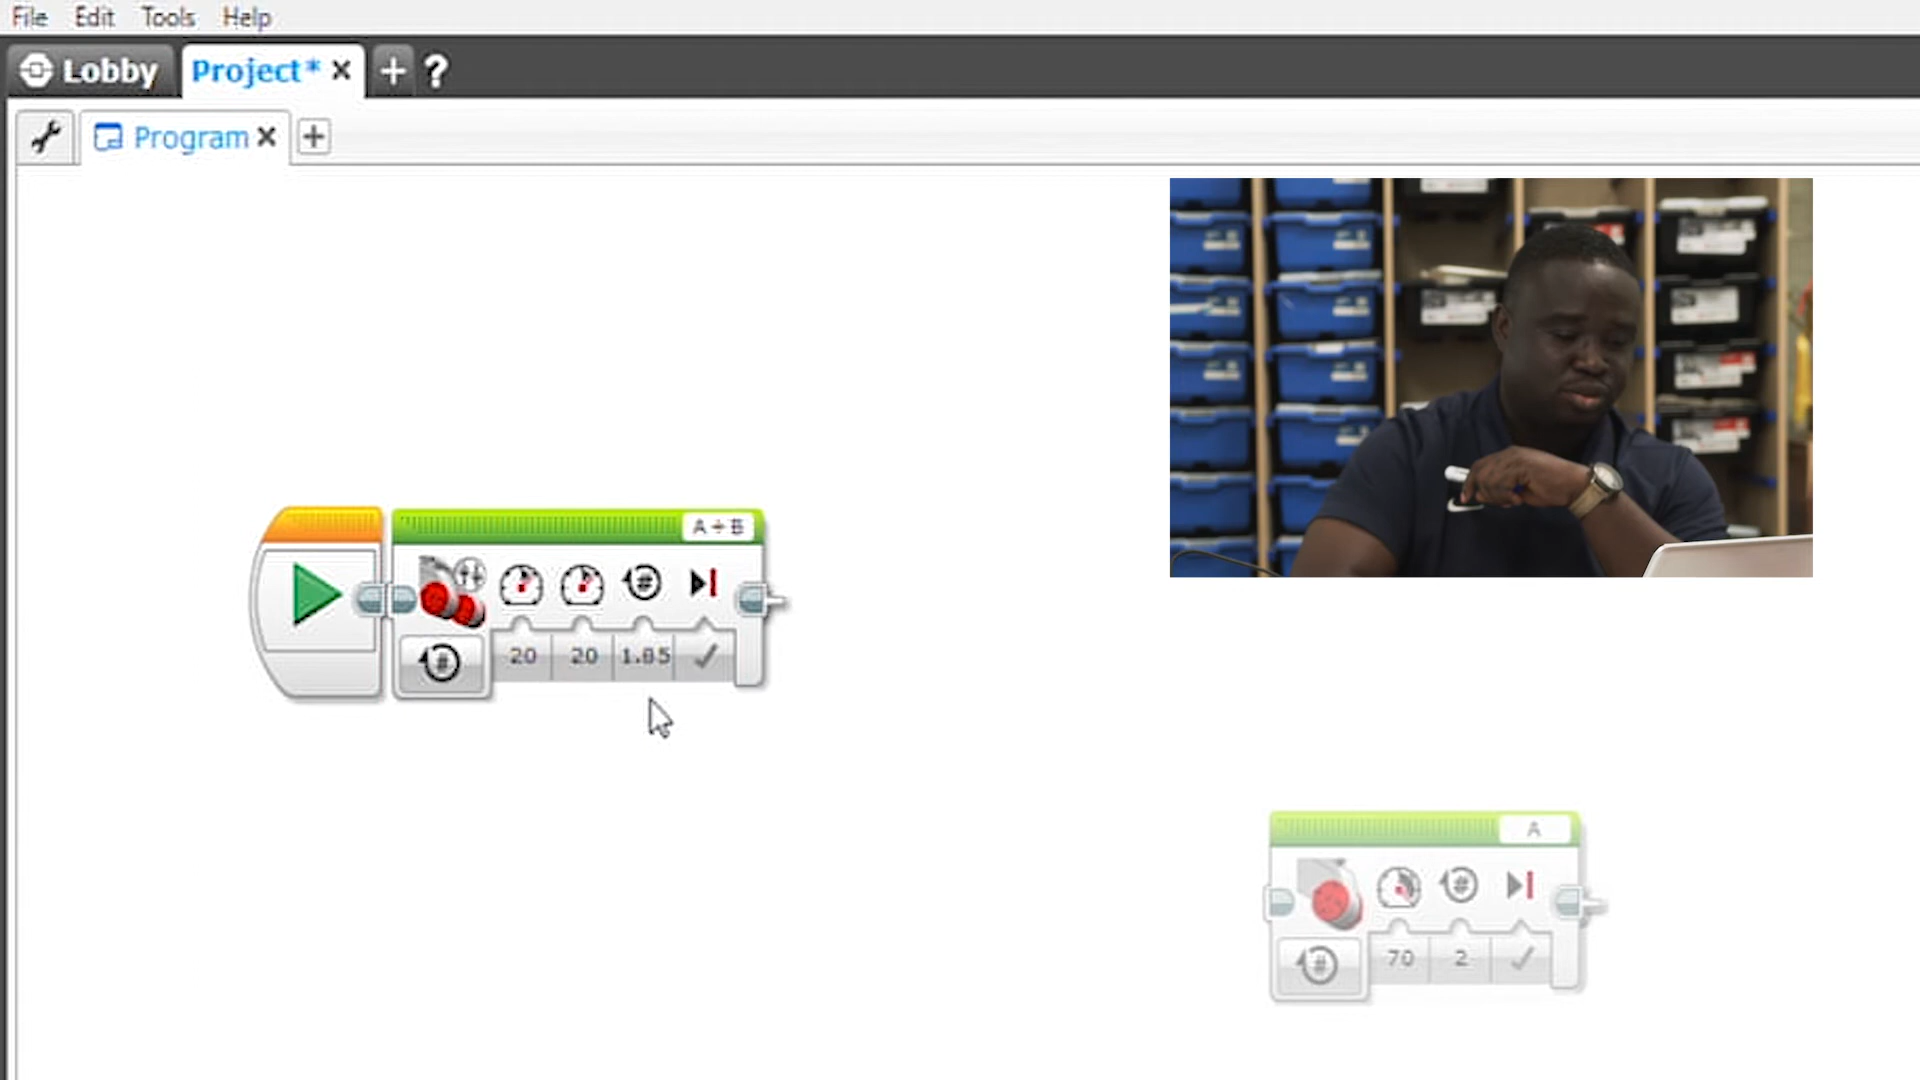 File Edit Tools Help
Lobby Project* × + ?
Program × +
A + B
# #
20 20 1.85
A
# #
70 2